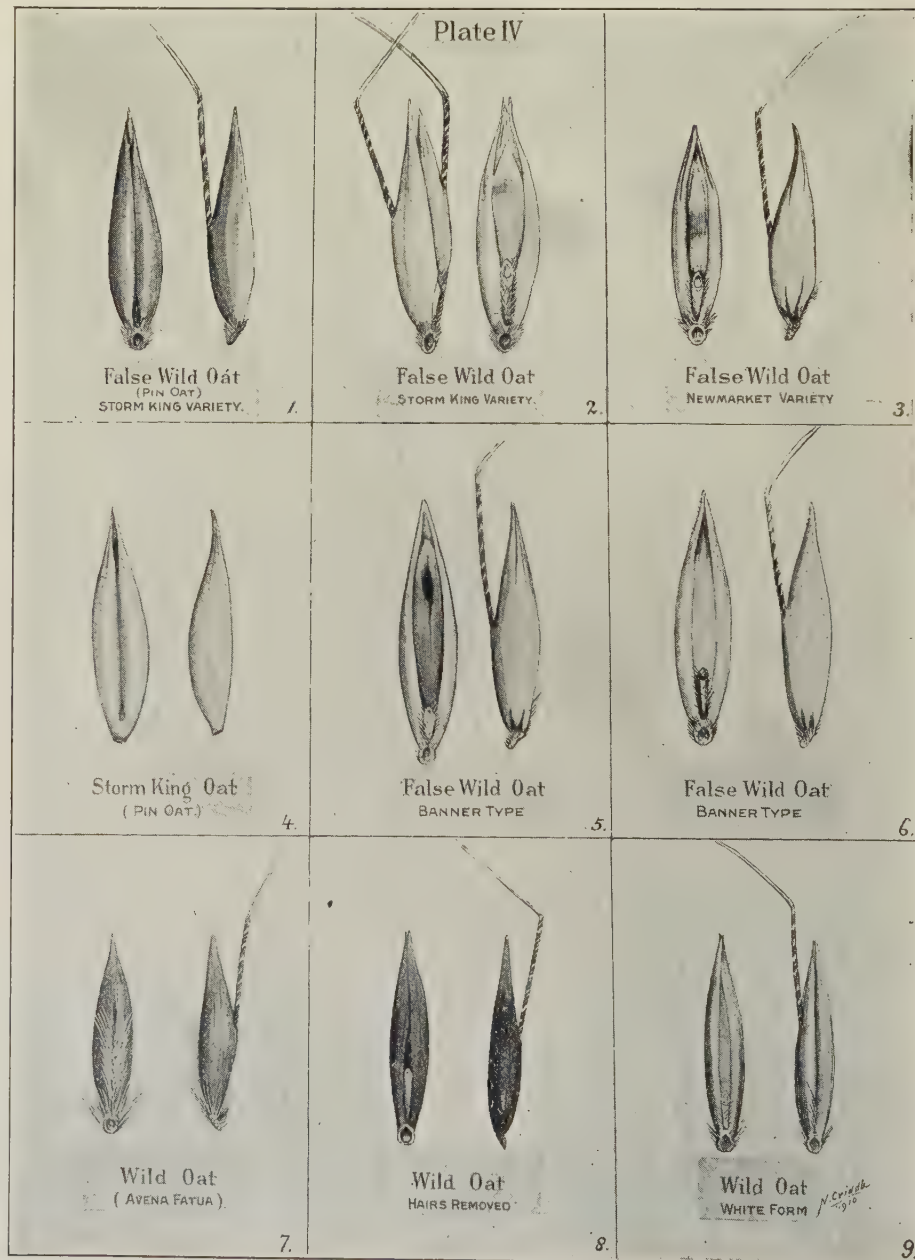 Plate IV
False Wild Oat
(PIN OAT)
STORM KING VARIETY.
1.
False Wild Oat
STORM KING VARIETY.
2.
False Wild Oat
NEWMARKET VARIETY
3.
Storm King Oat
(PIN OAT.)
4.
False Wild Oat
BANNER TYPE
5.
False Wild Oat
BANNER TYPE
6.
Wild Oat
(AVENA FATUA)
7.
Wild Oat
HAIRS REMOVED
8.
Wild Oat
WHITE FORM
N. Criddle
1910
9.